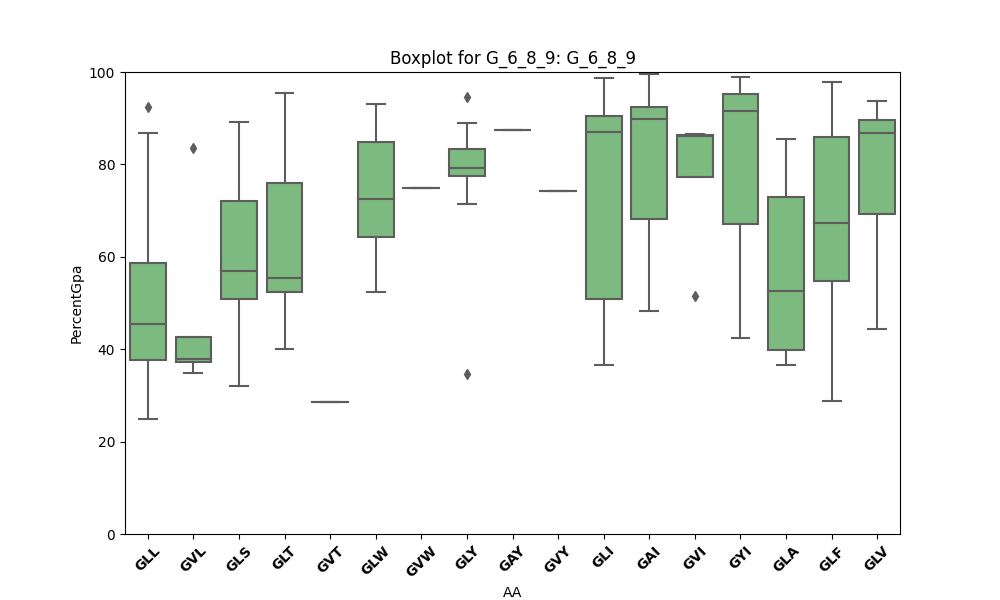 Boxplot for G_6_8_9: G_6_8_9
PercentGpa
100
80
60
40
20
0
GLL GVL GLS GLT GVT GLW GVW GLY GAY GVY GLI GAI GVI GYI GLA GLF GLV
AA